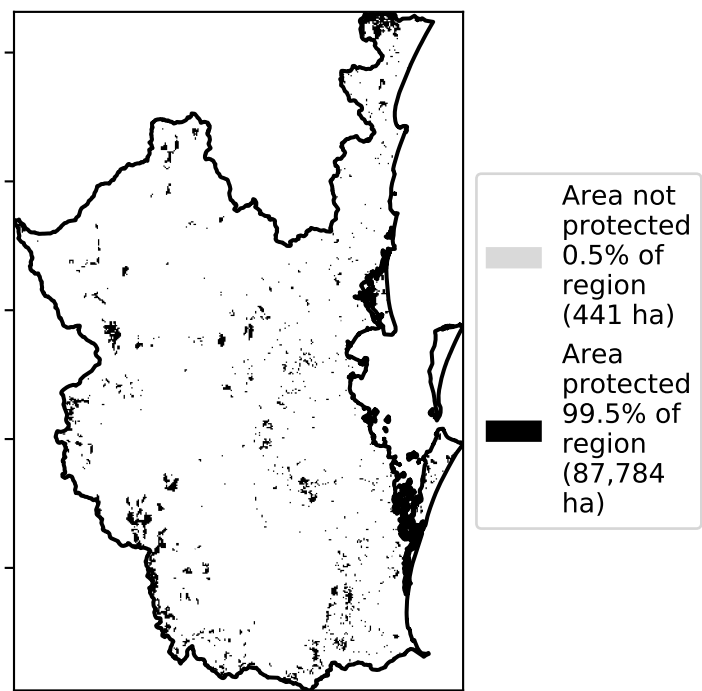 Area not
protected
0.5% of
region
(441 ha)
Area
protected
99.5% of
region
(87,784
ha)